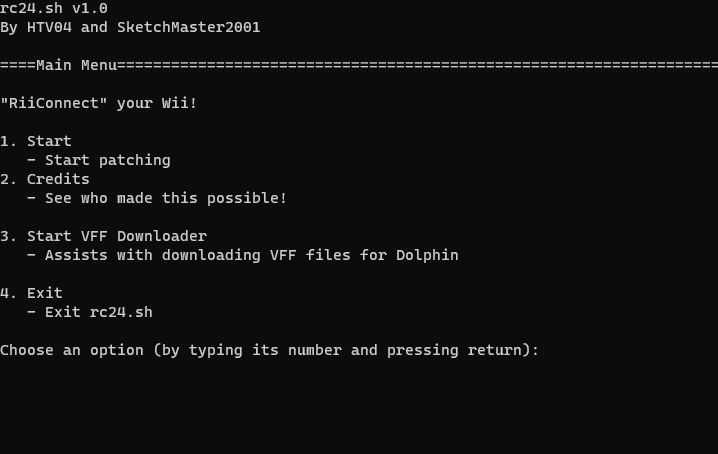 rc24.sh v1.0
By HTV04 and SketchMaster2001
====Main Menu===================================================================
"RiiConnect" your Wii!
1. Start
- Start patching
2. Credits
- See who made this possible!
3. Start VFF Downloader
- Assists with downloading VFF files for Dolphin
4. Exit
- Exit rc24.sh
Choose an option (by typing its number and pressing return):